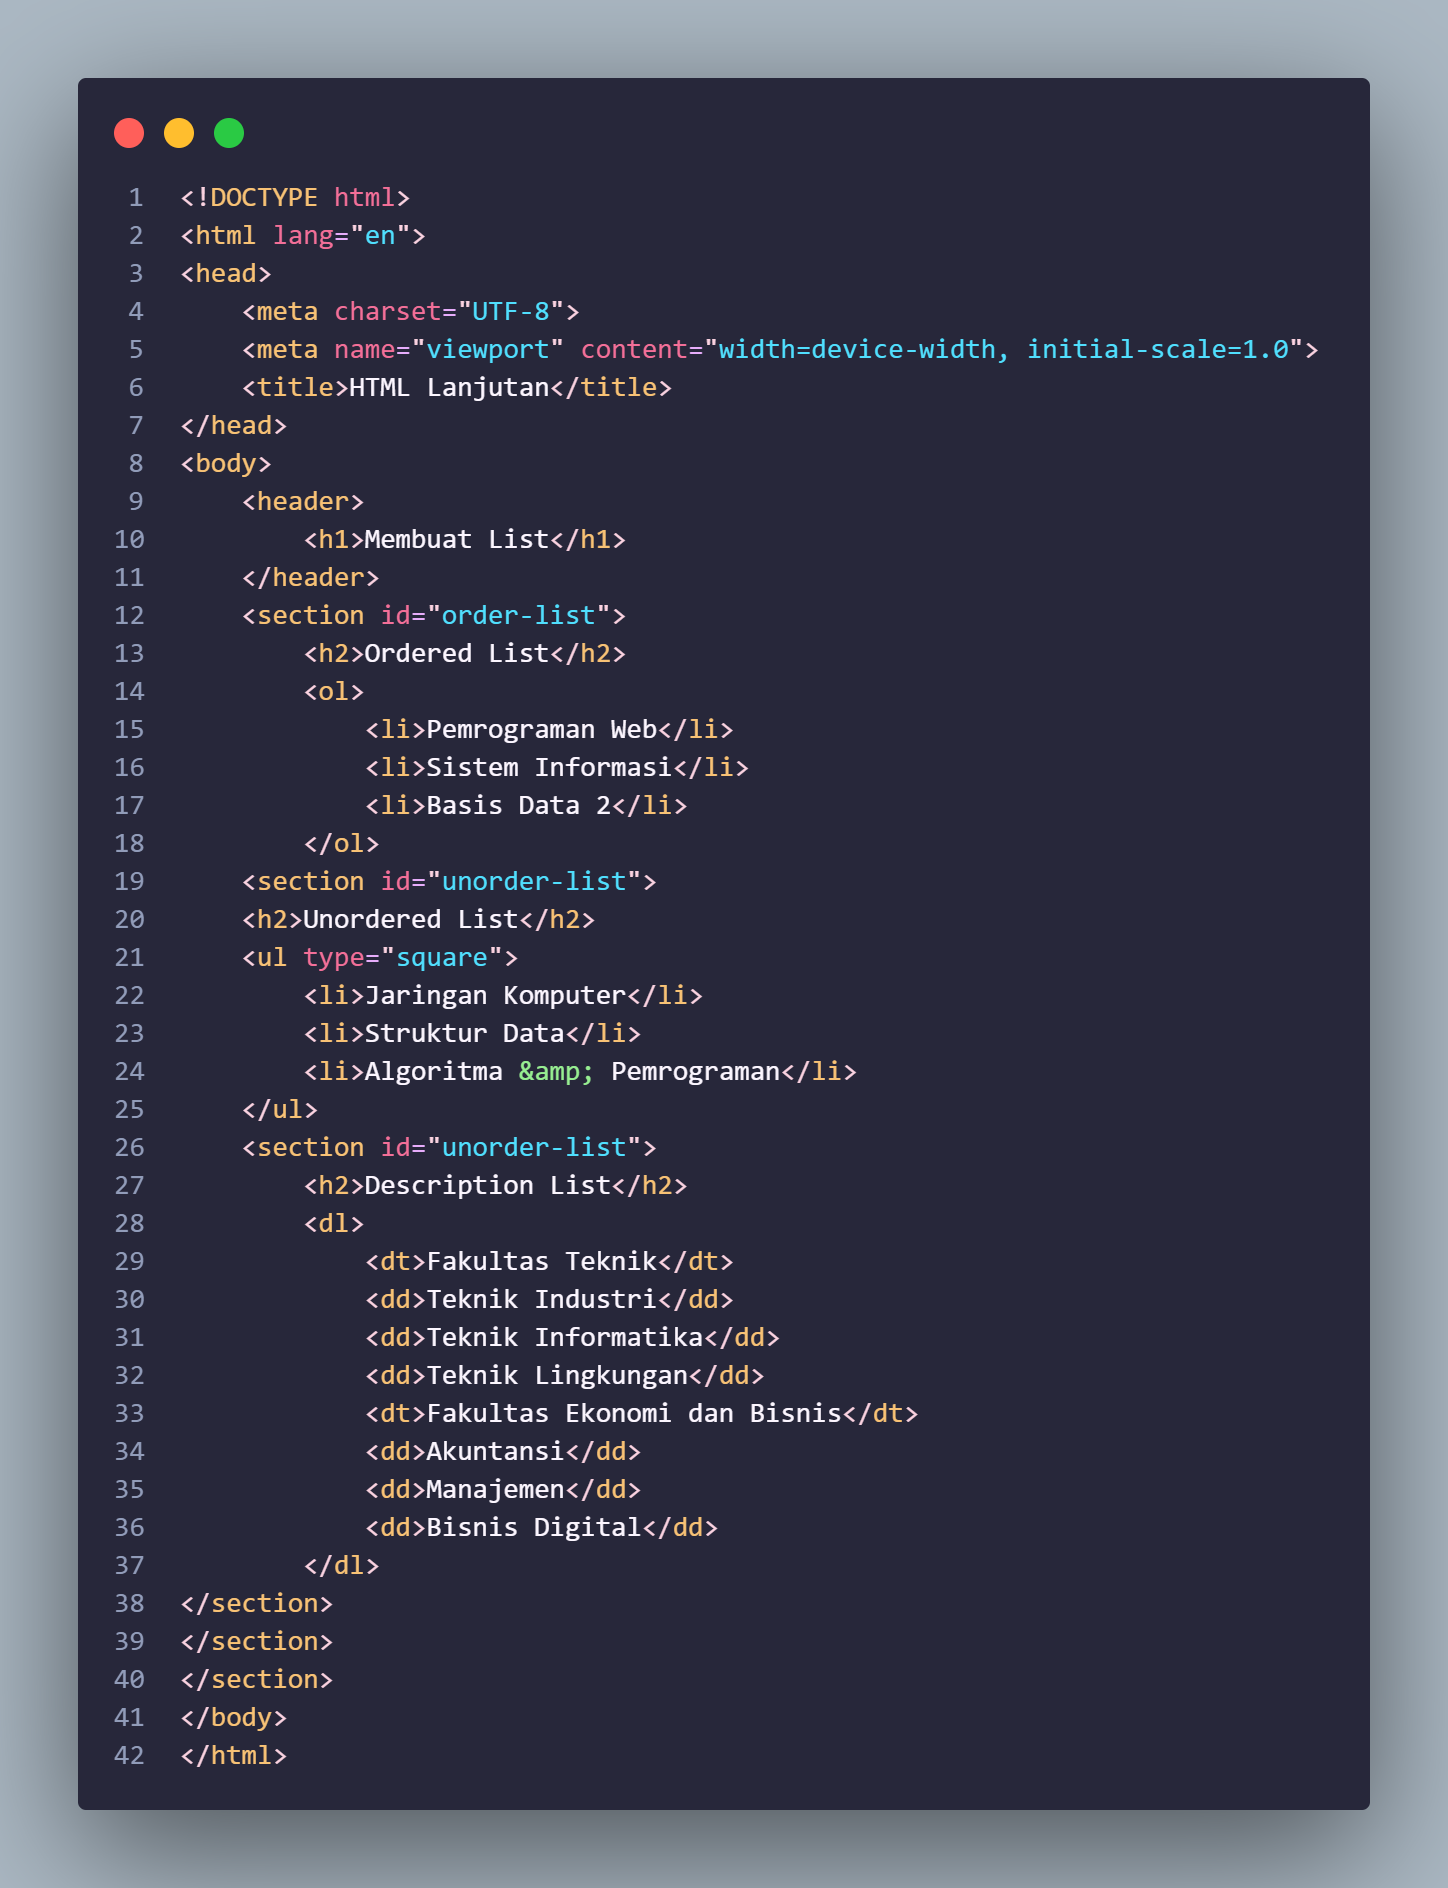 1 <!DOCTYPE html>
2 <html lang="en">
3 <head>
4     <meta charset="UTF-8">
5     <meta name="viewport" content="width=device-width, initial-scale=1.0">
6     <title>HTML Lanjutan</title>
7 </head>
8 <body>
9     <header>
10         <h1>Membuat List</h1>
11     </header>
12     <section id="order-list">
13         <h2>Ordered List</h2>
14         <ol>
15             <li>Pemrograman Web</li>
16             <li>Sistem Informasi</li>
17             <li>Basis Data 2</li>
18         </ol>
19     <section id="unorder-list">
20     <h2>Unordered List</h2>
21     <ul type="square">
22         <li>Jaringan Komputer</li>
23         <li>Struktur Data</li>
24         <li>Algoritma &amp; Pemrograman</li>
25     </ul>
26     <section id="unorder-list">
27         <h2>Description List</h2>
28         <dl>
29             <dt>Fakultas Teknik</dt>
30             <dd>Teknik Industri</dd>
31             <dd>Teknik Informatika</dd>
32             <dd>Teknik Lingkungan</dd>
33             <dt>Fakultas Ekonomi dan Bisnis</dt>
34             <dd>Akuntansi</dd>
35             <dd>Manajemen</dd>
36             <dd>Bisnis Digital</dd>
37         </dl>
38 </section>
39 </section>
40 </section>
41 </body>
42 </html>